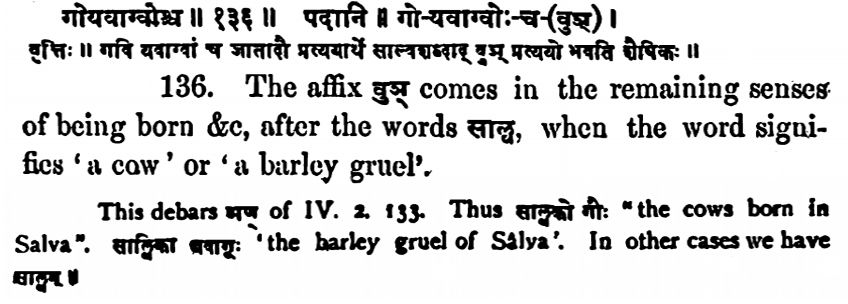 गोयवाग्वोश्च ॥ १३६ ॥ पदानि ॥ गो-यवाग्वोः-च-(वुञ्) ।
वृत्तिः ॥ गवि यवाग्वां च जातादौ प्रत्ययार्थे साल्वशब्दाद् वुञ् प्रत्ययो भवति शैषिकः ॥
136. The affix वुञ् comes in the remaining senses
of being born &c, after the words साल्व, when the word signi-
fies ‘a cow’ or ‘a barley gruel’.
This debars अण् of IV. 2. 133. Thus साल्वको गौः “the cows born in
Salva”. साल्विका यवागूः ‘the barley gruel of Sâlva’. In other cases we have
साल्वम् ॥